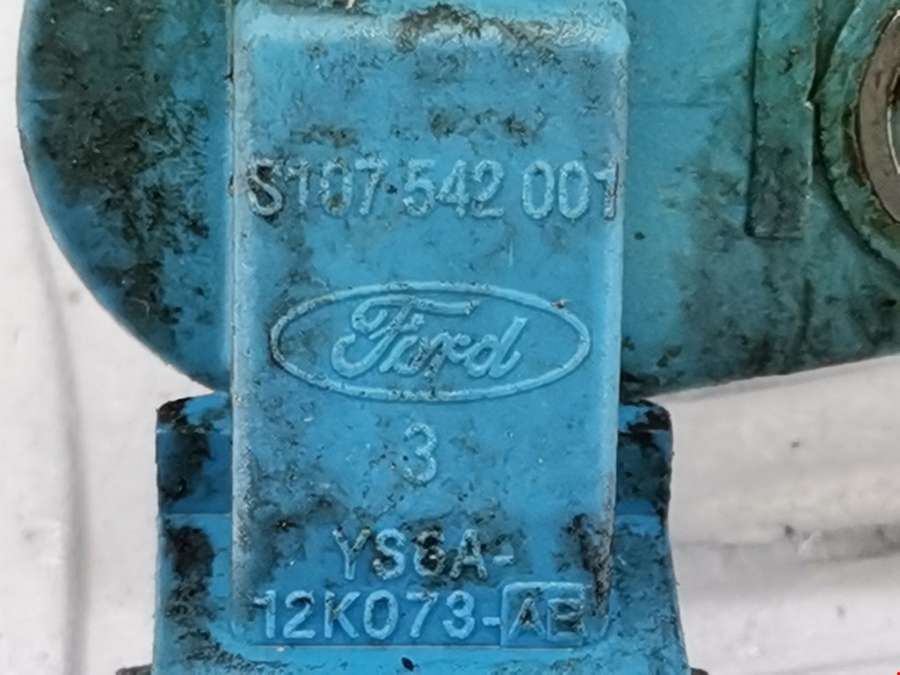 S107 542 001
Ford
3
YS6A-
12K073-AE